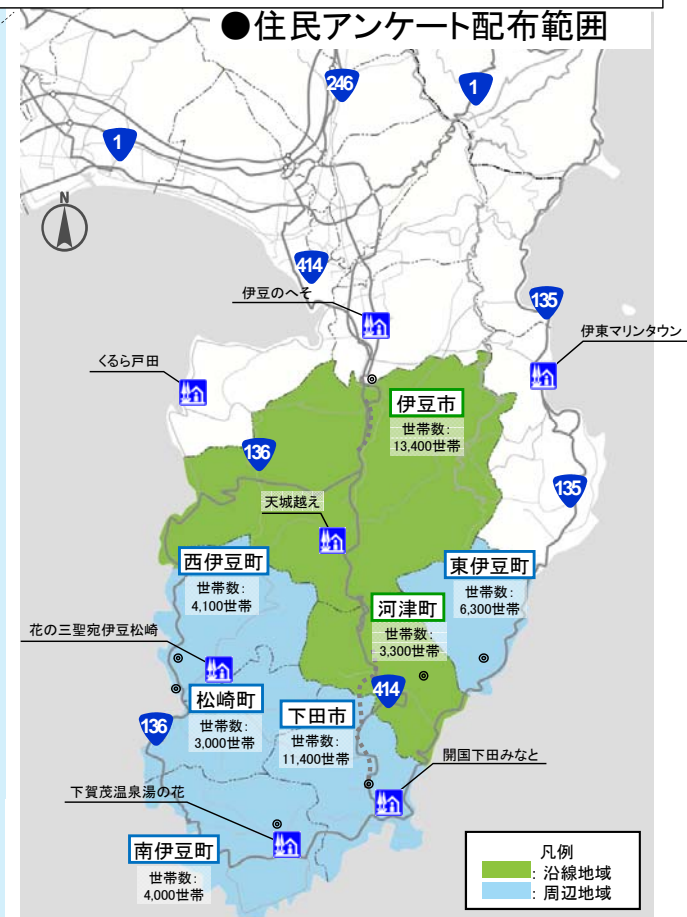 ●住民アンケート配布範囲
246
1
1
N
414
伊豆のへそ
135
伊東マリンタウン
くるら戸田
伊豆市
世帯数：
13,400世帯
136
135
天城越え
西伊豆町
世帯数：
4,100世帯
東伊豆町
世帯数：
6,300世帯
河津町
世帯数：
3,300世帯
花の三聖宛伊豆松崎
414
松崎町
世帯数：
3,000世帯
下田市
世帯数：
11,400世帯
136
開国下田みなと
下賀茂温泉湯の花
南伊豆町
世帯数：
4,000世帯
凡例
：沿線地域
：周辺地域